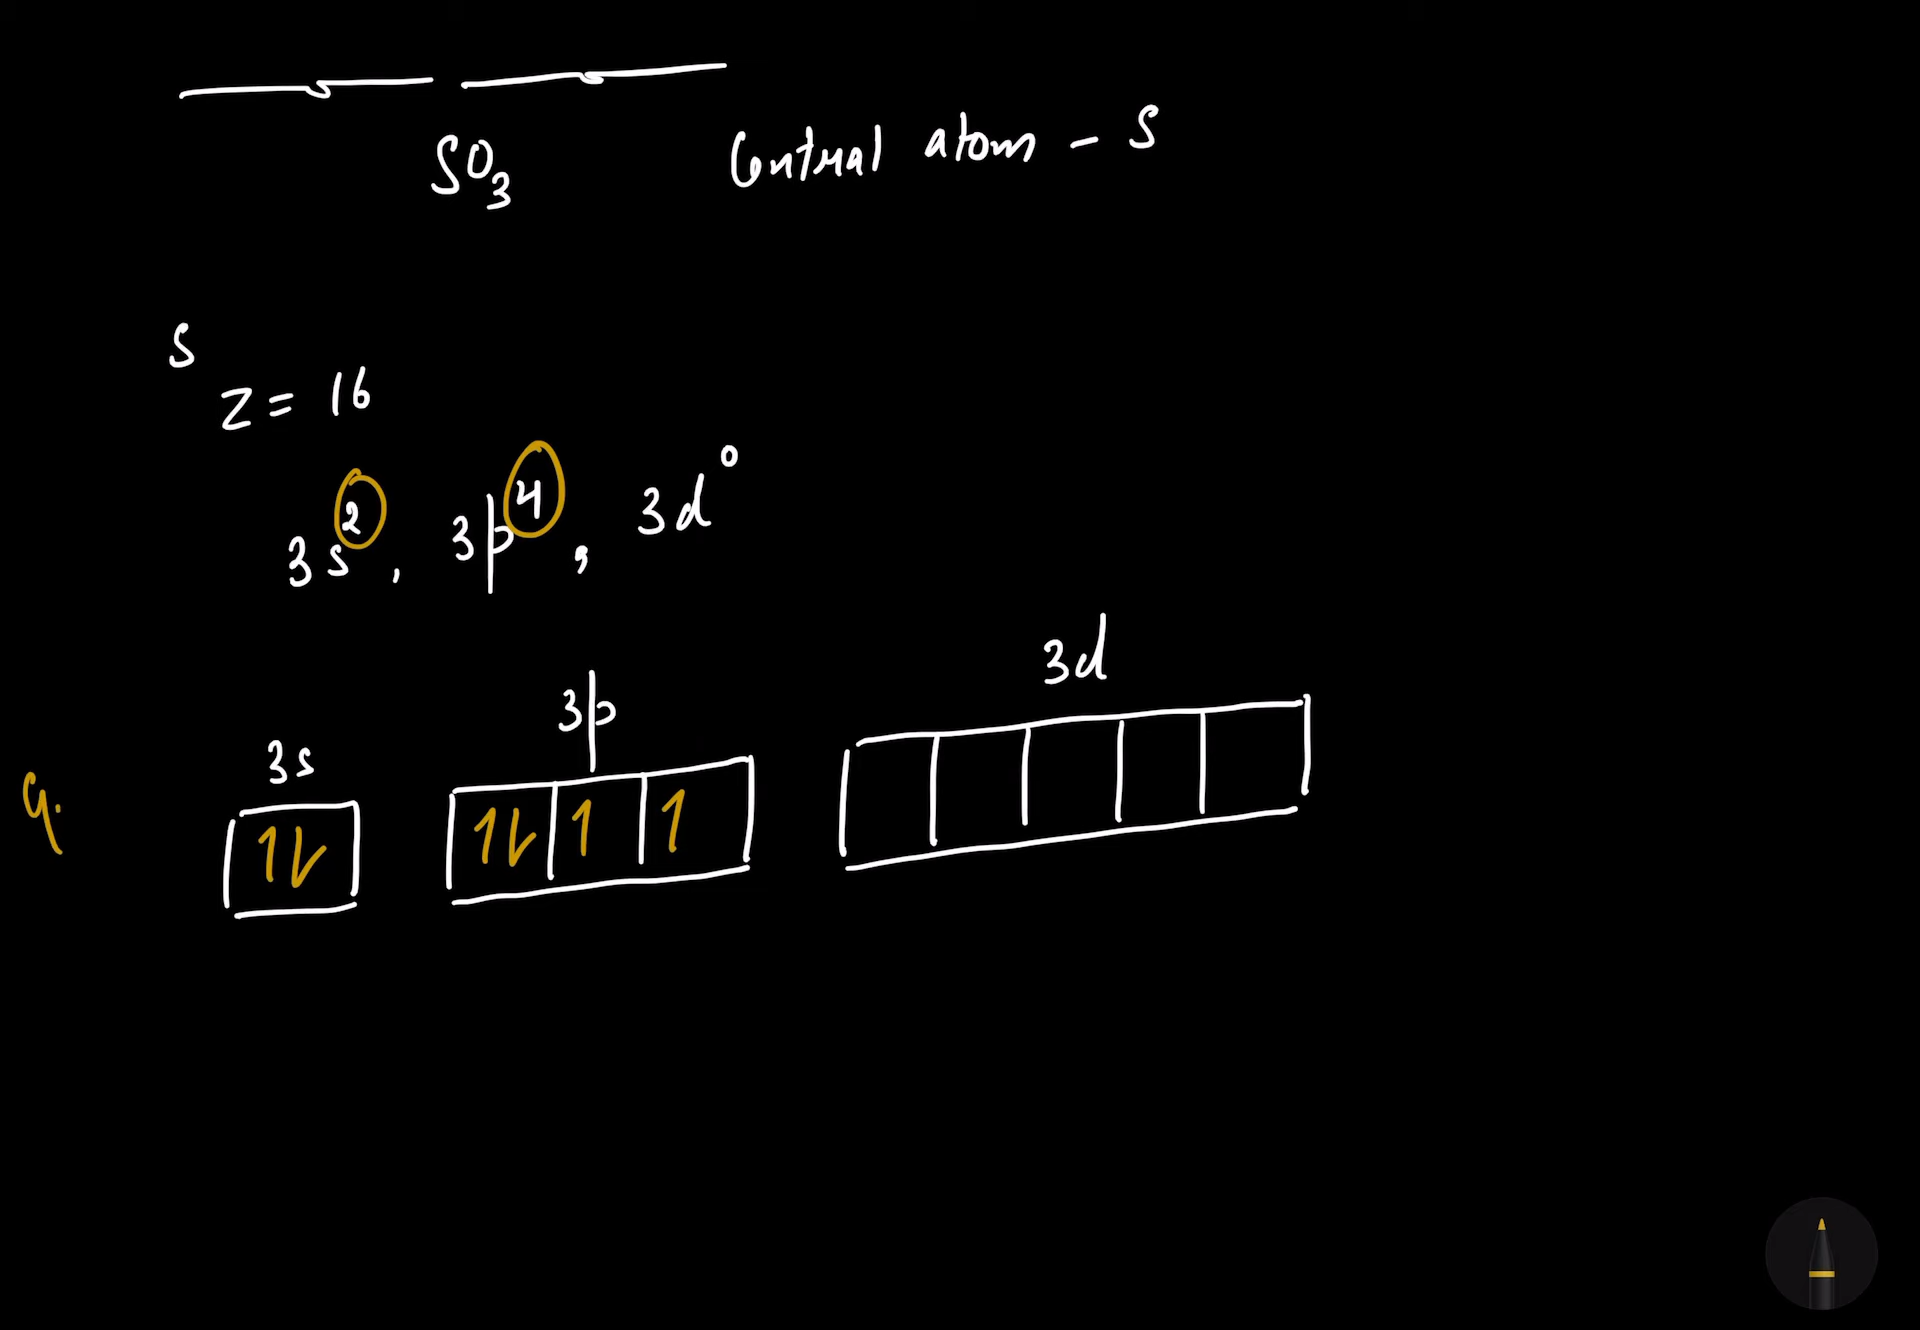 SO₃ Central atom - S
S
Z = 16
3s², 3p⁴, 3d⁰
3d
3p
3s
G.
1⇂ 1⇂ 1 1